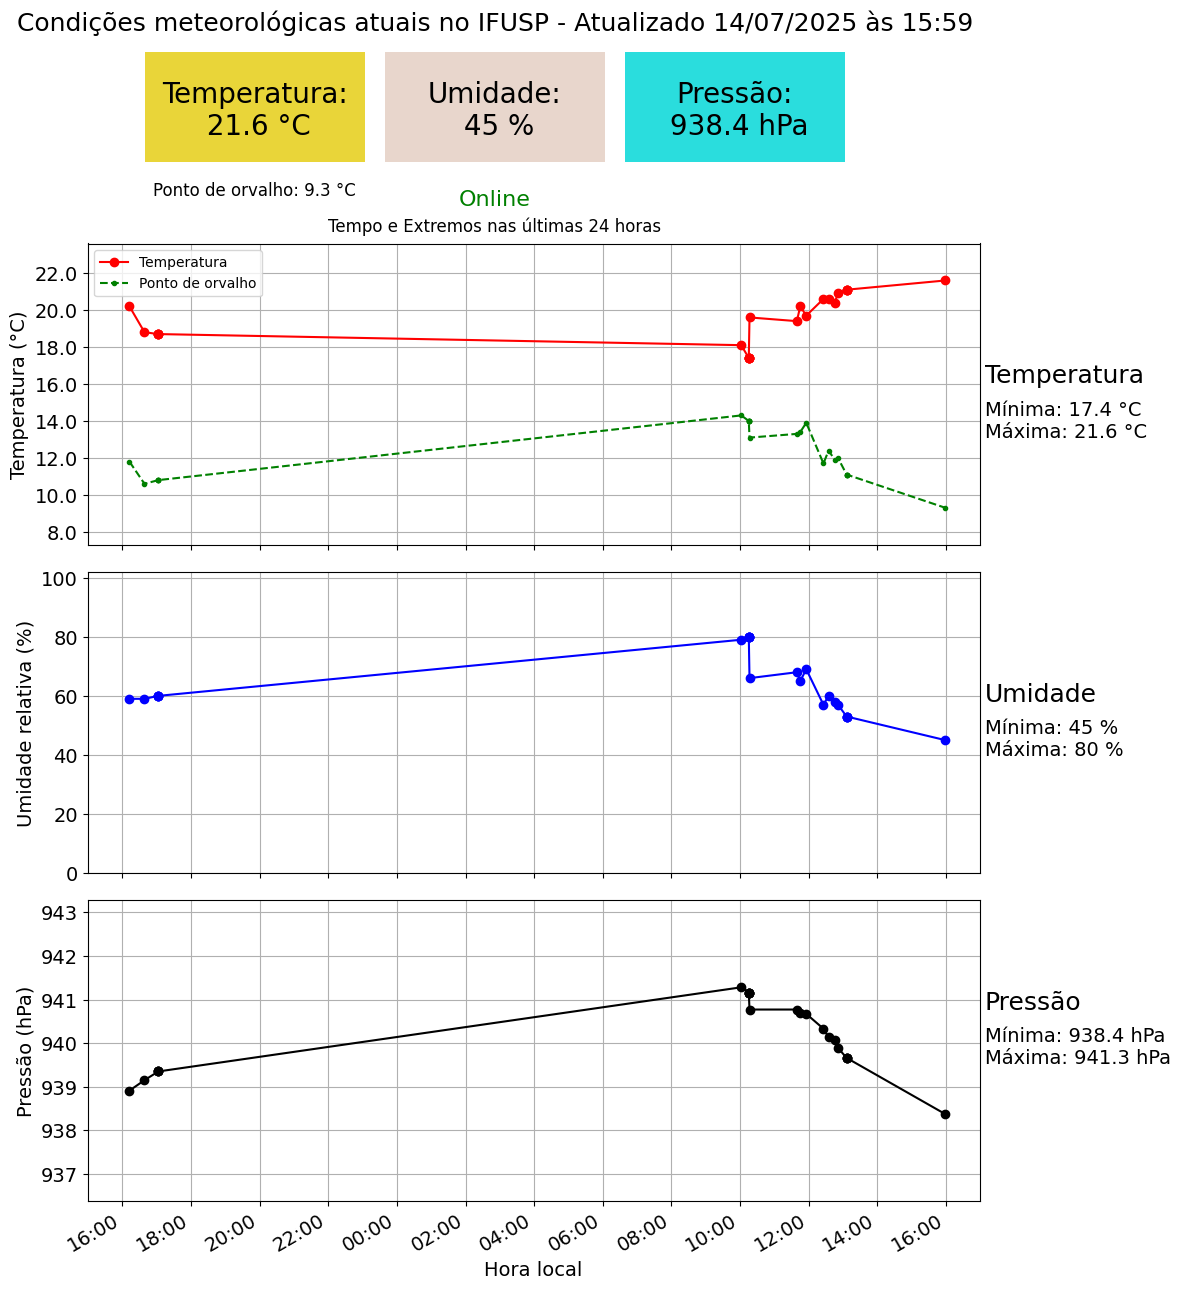 Condições meteorológicas atuais no IFUSP - Atualizado 14/07/2025 às 15:59
Temperatura:
21.6 °C
Umidade:
45 %
Pressão:
938.4 hPa
Ponto de orvalho: 9.3 °C
Online
Tempo e Extremos nas últimas 24 horas
Temperatura
Ponto de orvalho
22.0
20.0
18.0
16.0
14.0
12.0
10.0
8.0
Temperatura (°C)
Temperatura
Mínima: 17.4 °C
Máxima: 21.6 °C
100
80
60
40
20
0
Umidade relativa (%)
Umidade
Mínima: 45 %
Máxima: 80 %
943
942
941
940
939
938
937
Pressão (hPa)
Pressão
Mínima: 938.4 hPa
Máxima: 941.3 hPa
16:00
18:00
20:00
22:00
00:00
02:00
04:00
06:00
08:00
10:00
12:00
14:00
16:00
Hora local